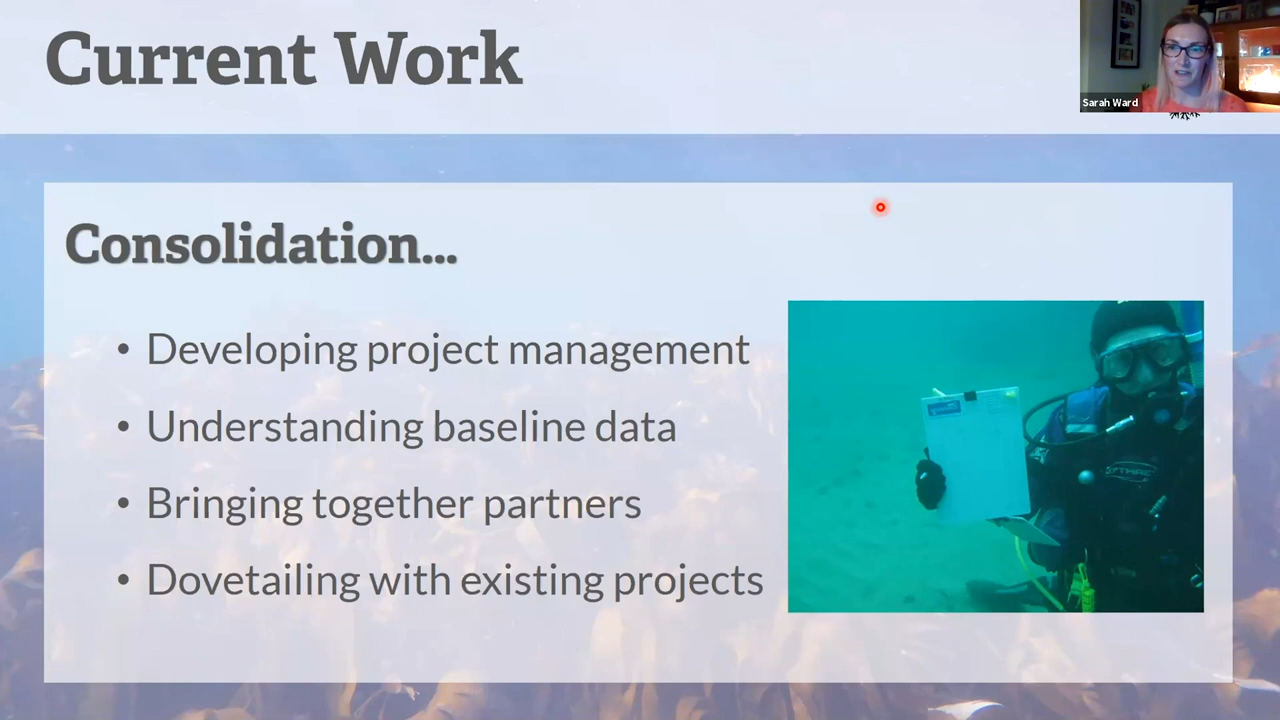 Current Work
Sarah Ward
Consolidation...
• Developing project management
• Understanding baseline data
• Bringing together partners
• Dovetailing with existing projects